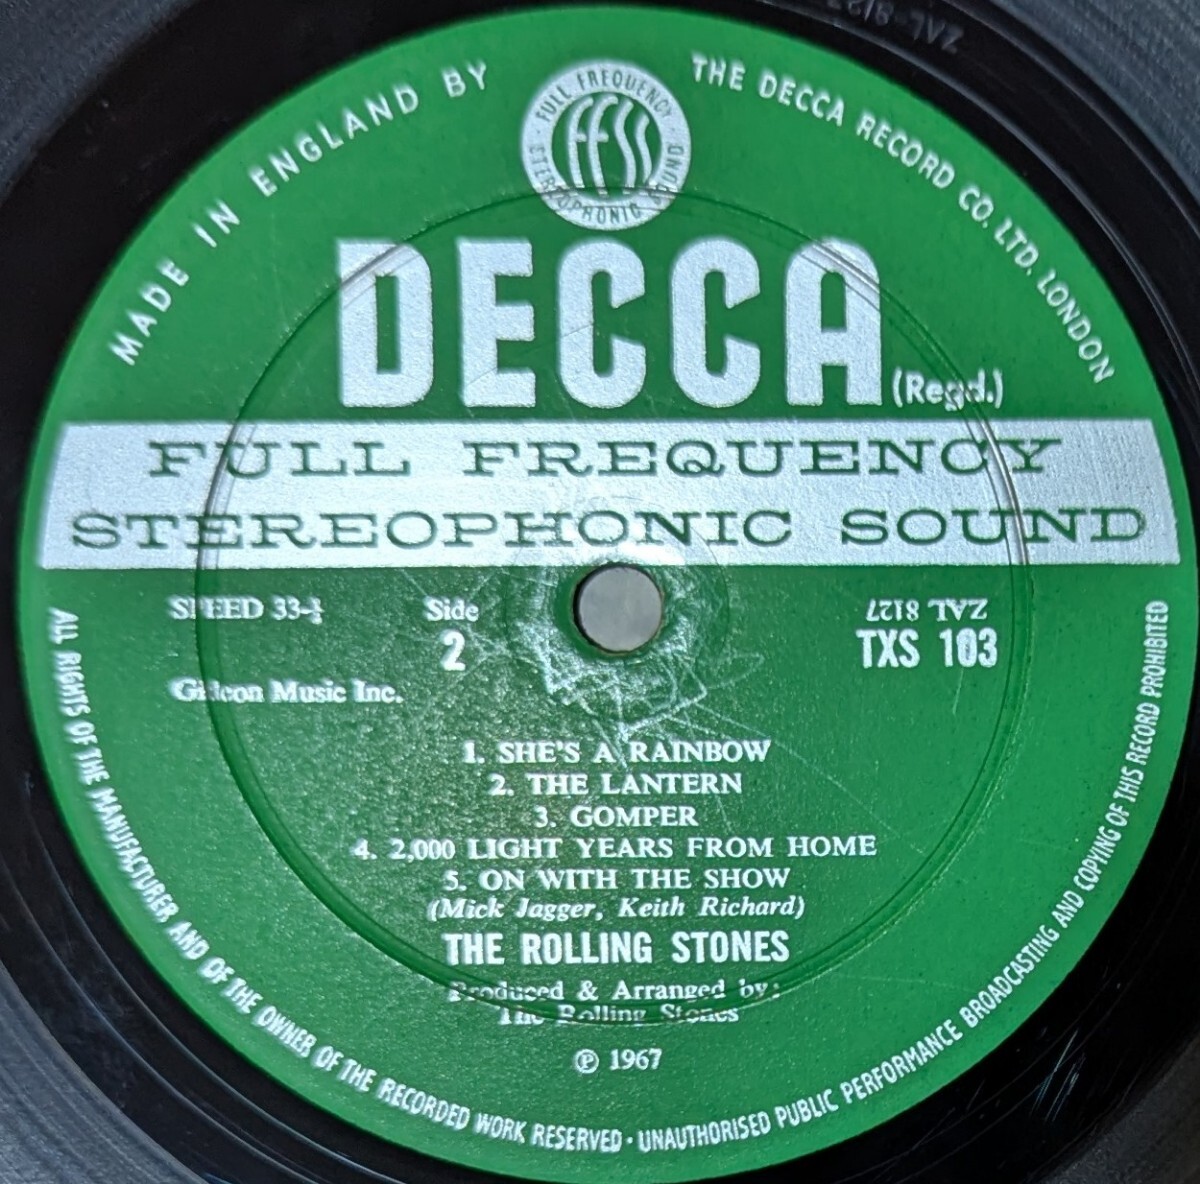 MADE IN ENGLAND BY
THE DECCA RECORD CO. LTD. LONDON
FULL FREQUENCY
ffss
STEREOPHONIC SOUND
DECCA (Regd.)
FULL FREQUENCY
STEREOPHONIC SOUND
SPEED 33-⅓
Side
2
ZAL 8127
TXS 103
Gideon Music Inc.
1. SHE'S A RAINBOW
2. THE LANTERN
3. GOMPER
4. 2,000 LIGHT YEARS FROM HOME
5. ON WITH THE SHOW
(Mick Jagger, Keith Richard)
THE ROLLING STONES
Produced & Arranged by:
The Rolling Stones
℗ 1967
ALL RIGHTS OF THE MANUFACTURER AND OF THE OWNER OF THE RECORDED WORK RESERVED · UNAUTHORISED PUBLIC PERFORMANCE BROADCASTING AND COPYING OF THIS RECORD PROHIBITED